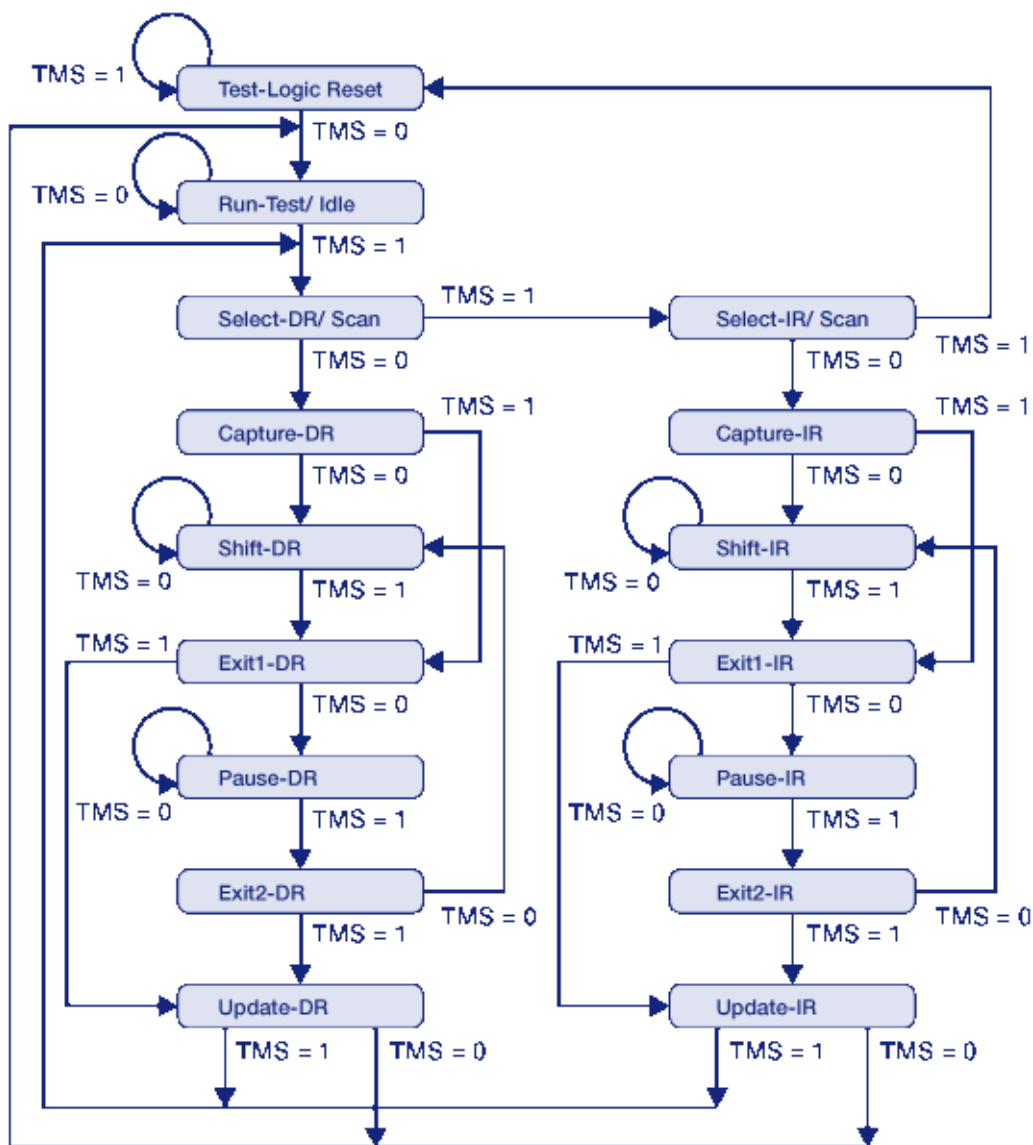 TMS = 1
Test-Logic Reset
TMS = 0
TMS = 0
Run-Test/ Idle
TMS = 1
Select-DR/ Scan
TMS = 1
Select-IR/ Scan
TMS = 0
TMS = 0
TMS = 1
Capture-DR
TMS = 1
Capture-IR
TMS = 1
TMS = 0
TMS = 0
Shift-DR
Shift-IR
TMS = 0
TMS = 1
TMS = 0
TMS = 1
TMS = 1
Exit1-DR
TMS = 1
Exit1-IR
TMS = 0
TMS = 0
Pause-DR
Pause-IR
TMS = 0
TMS = 1
TMS = 0
TMS = 1
Exit2-DR
TMS = 0
Exit2-IR
TMS = 0
TMS = 1
TMS = 1
Update-DR
Update-IR
TMS = 1
TMS = 0
TMS = 1
TMS = 0